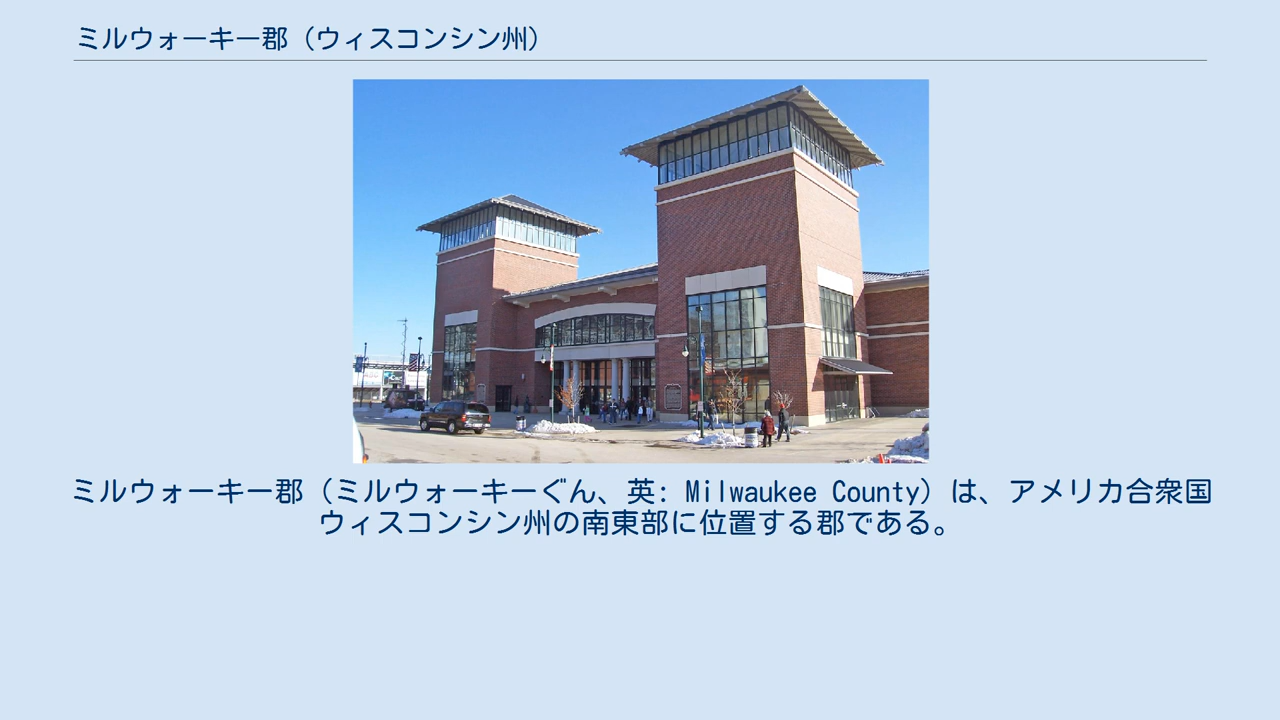 ミルウォーキー郡（ウィスコンシン州）
ミルウォーキー郡（ミルウォーキーぐん、英: Milwaukee County）は、アメリカ合衆国
ウィスコンシン州の南東部に位置する郡である。